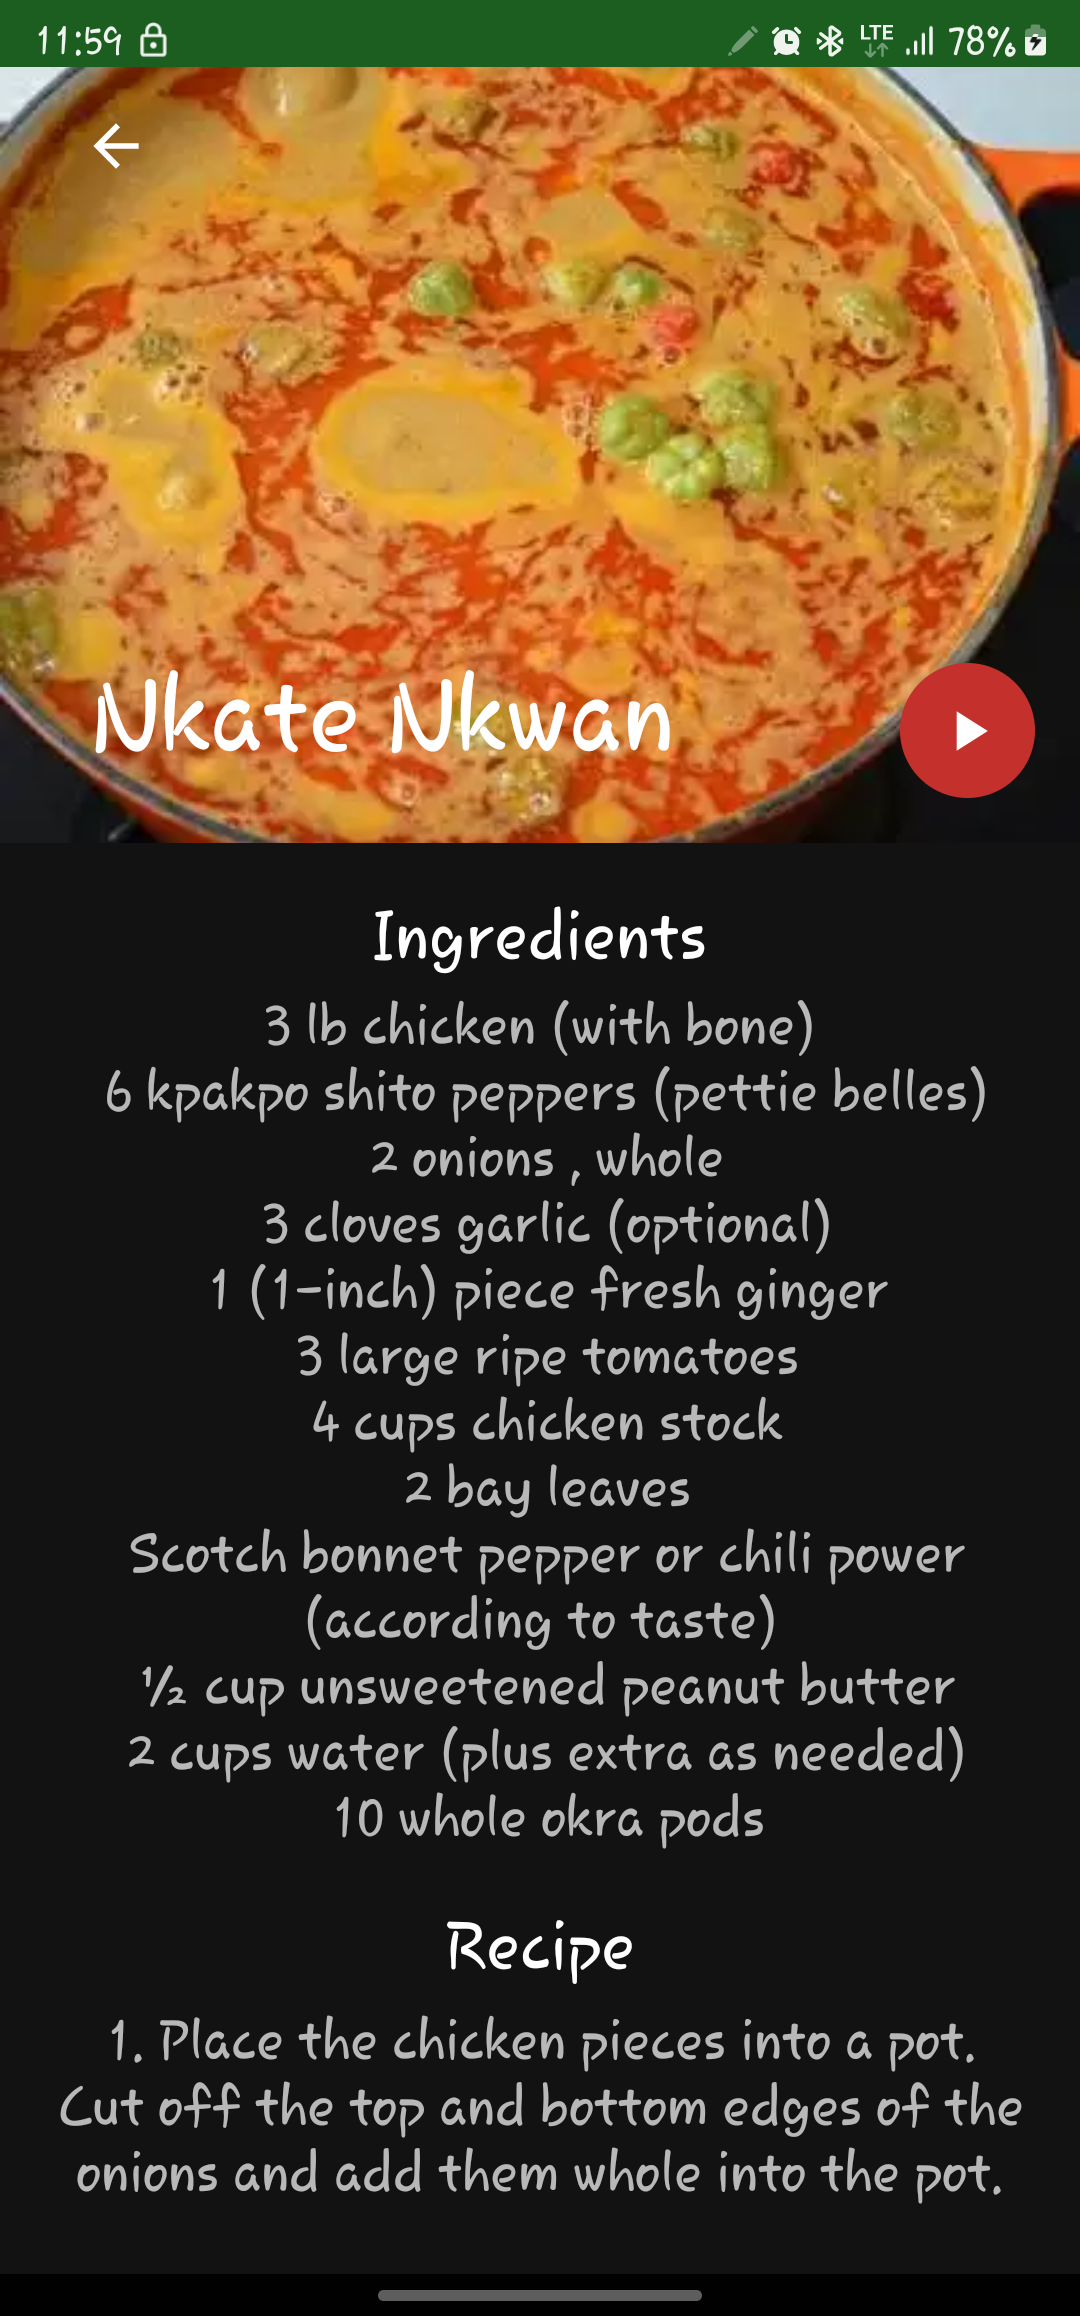 11:59
LTE
78%
Nkate Nkwan
Ingredients
3 lb chicken (with bone)
6 kpakpo shito peppers (pettie belles)
2 onions , whole
3 cloves garlic (optional)
1 (1-inch) piece fresh ginger
3 large ripe tomatoes
4 cups chicken stock
2 bay leaves
Scotch bonnet pepper or chili power
(according to taste)
½ cup unsweetened peanut butter
2 cups water (plus extra as needed)
10 whole okra pods
Recipe
1. Place the chicken pieces into a pot.
Cut off the top and bottom edges of the
onions and add them whole into the pot.